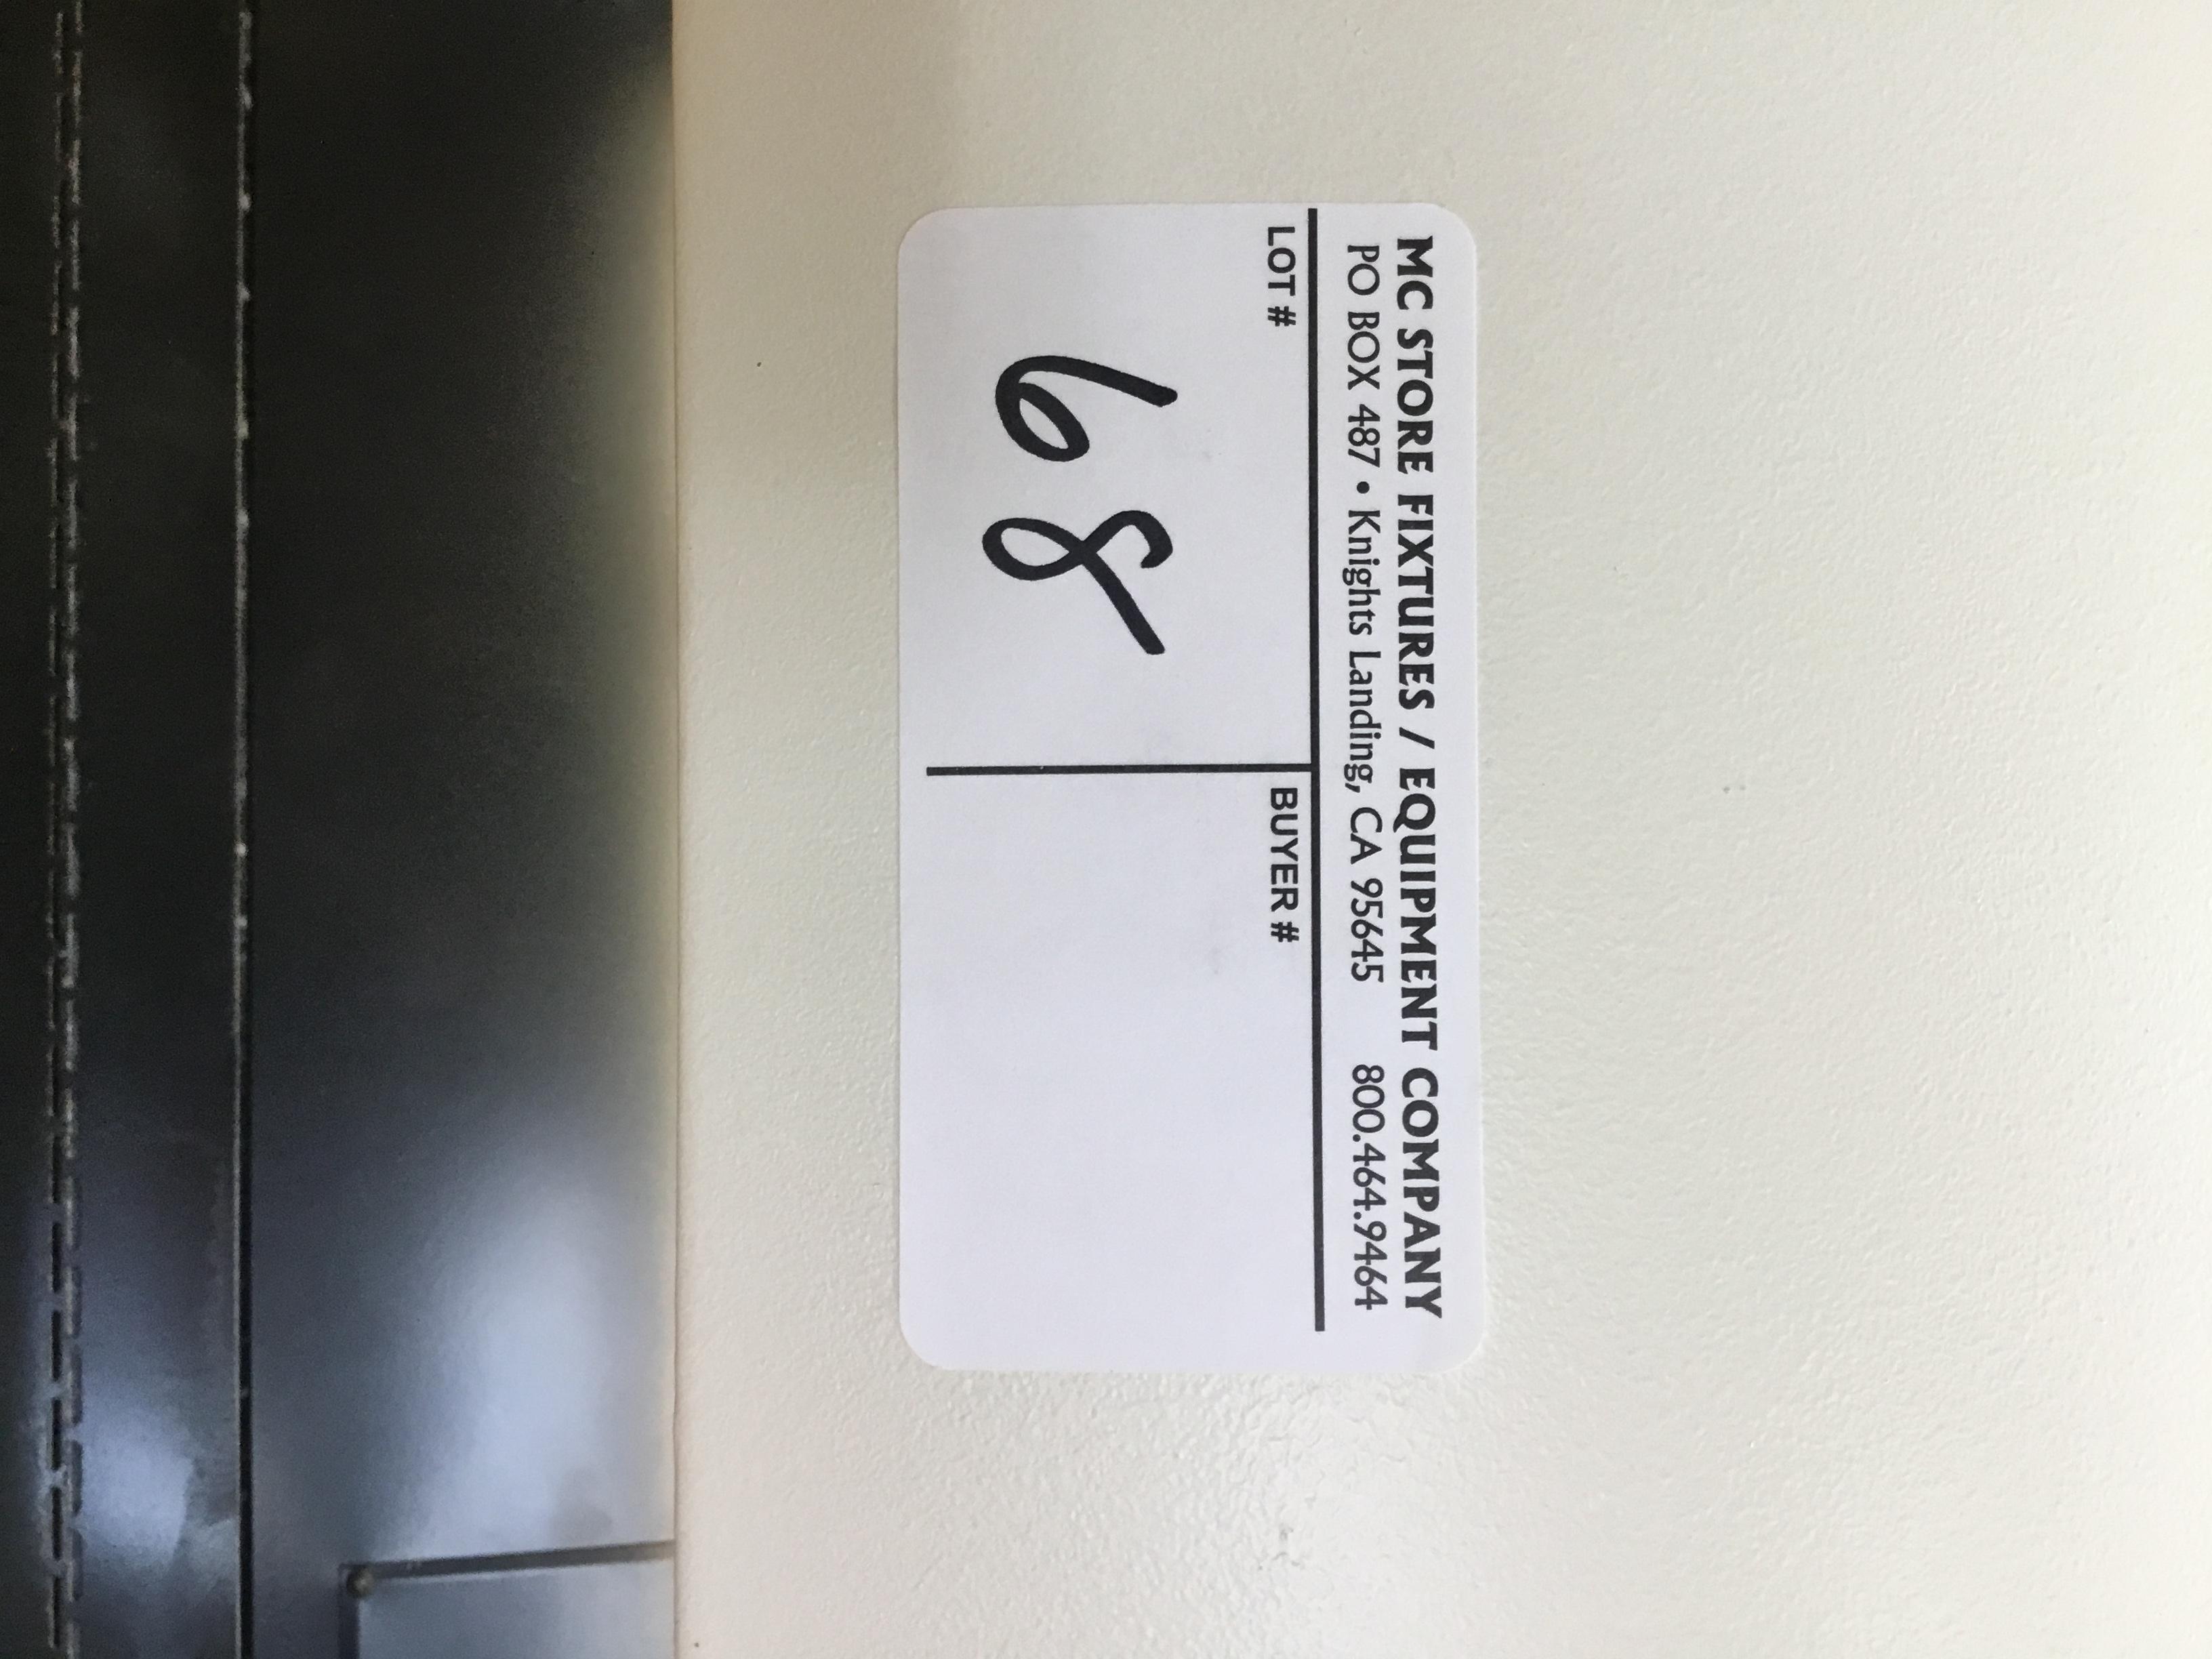 MC STORE FIXTURES / EQUIPMENT COMPANY
PO BOX 487 • Knights Landing, CA 95645 800.464.9464
LOT #
68
BUYER #